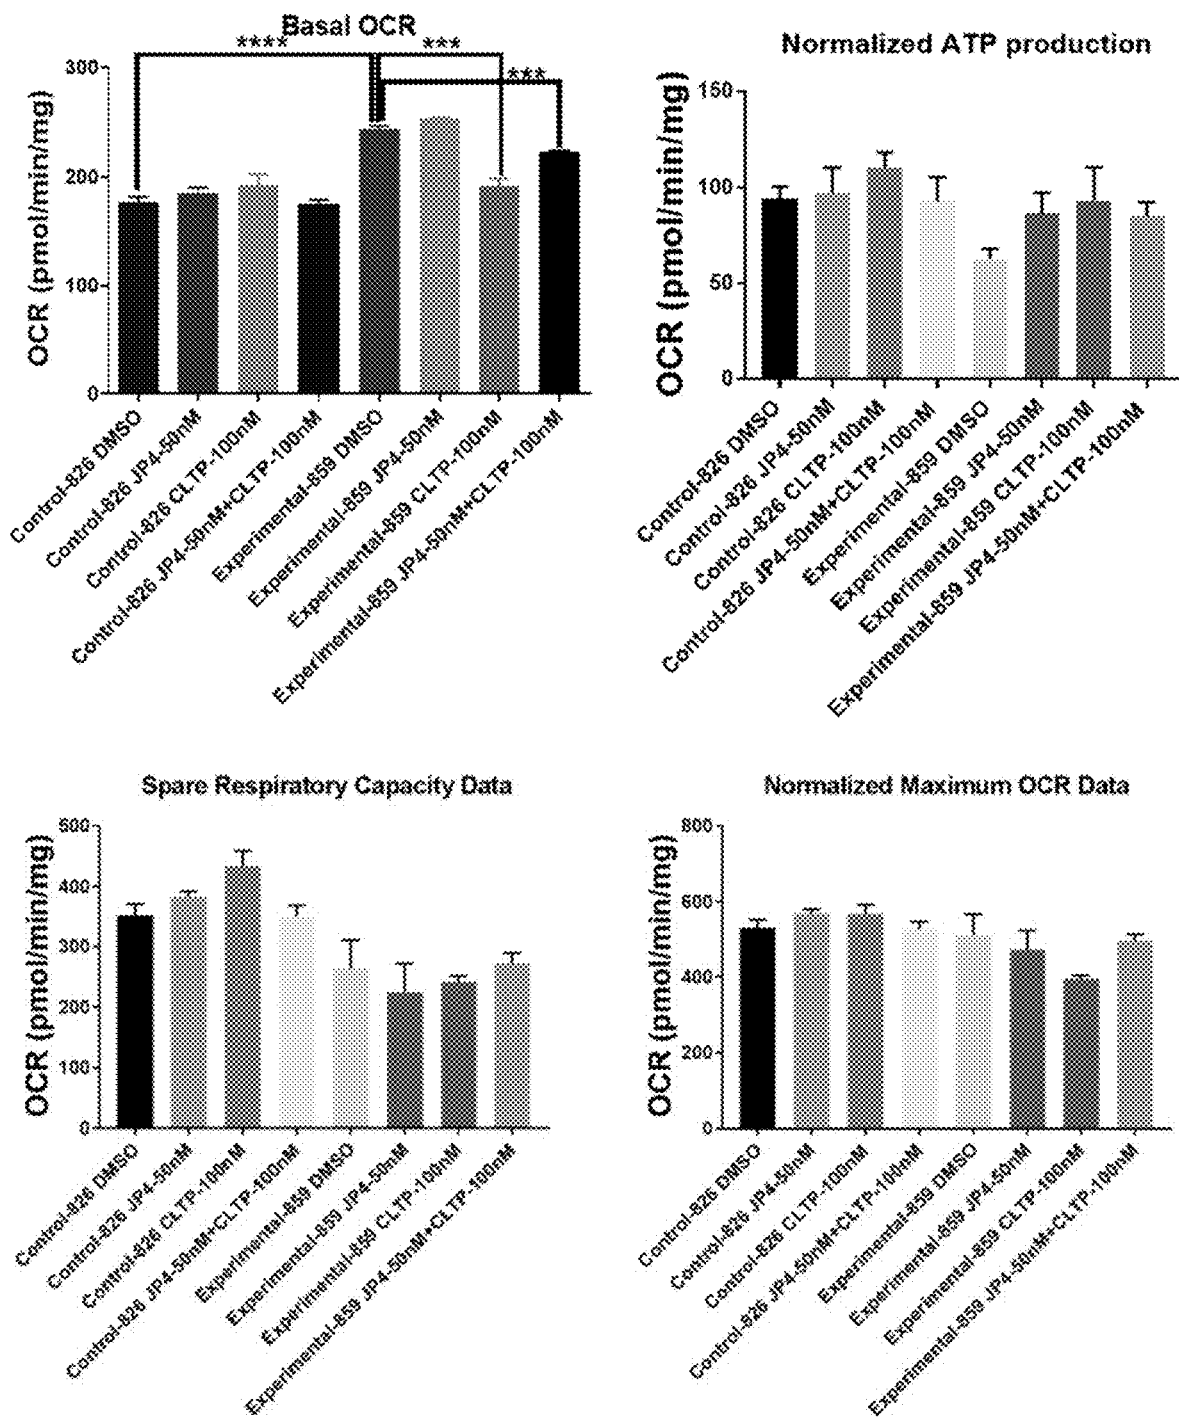 Basal OCR
**** ***
***
OCR (pmol/min/mg)
300
200
100
0
Control-826 DMSO
Control-826 JP4-50nM
Control-826 CLTP-100nM
Control-826 JP4-50nM+CLTP-100nM
Experimental-859 DMSO
Experimental-859 JP4-50nM
Experimental-859 CLTP-100nM
Experimental-859 JP4-50nM+CLTP-100nM
Normalized ATP production
OCR (pmol/min/mg)
150
100
50
0
Control-826 DMSO
Control-826 JP4-50nM
Control-826 CLTP-100nM
Control-826 JP4-50nM+CLTP-100nM
Experimental-859 DMSO
Experimental-859 JP4-50nM
Experimental-859 CLTP-100nM
Experimental-859 JP4-50nM+CLTP-100nM
Spare Respiratory Capacity Data
OCR (pmol/min/mg)
500
400
300
200
100
0
Control-826 DMSO
Control-826 JP4-50nM
Control-826 CLTP-100nM
Control-826 JP4-50nM+CLTP-100nM
Experimental-859 DMSO
Experimental-859 JP4-50nM
Experimental-859 CLTP-100nM
Experimental-859 JP4-50nM+CLTP-100nM
Normalized Maximum OCR Data
OCR (pmol/min/mg)
800
600
400
200
0
Control-826 DMSO
Control-826 JP4-50nM
Control-826 CLTP-100nM
Control-826 JP4-50nM+CLTP-100nM
Experimental-859 DMSO
Experimental-859 JP4-50nM
Experimental-859 CLTP-100nM
Experimental-859 JP4-50nM+CLTP-100nM